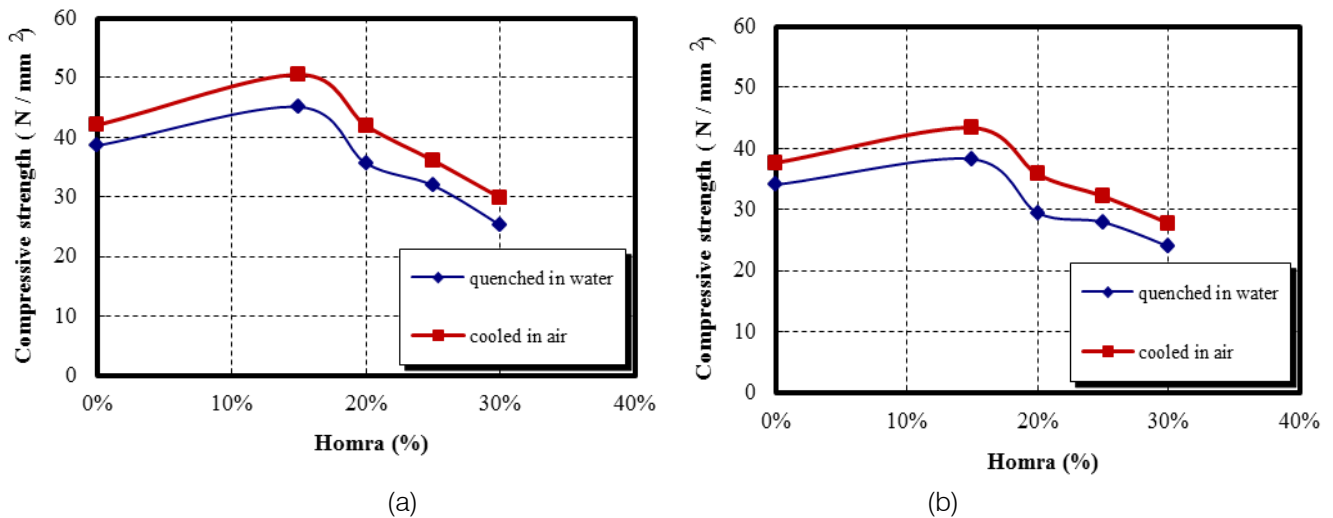 60
50
40
30
20
10
0
Compressive strength ( N / mm ²)
quenched in water
cooled in air
0% 10% 20% 30% 40%
Homra (%)
(a)
60
50
40
30
20
10
0
Compressive strength ( N / mm ²)
quenched in water
cooled in air
0% 10% 20% 30% 40%
Homra (%)
(b)